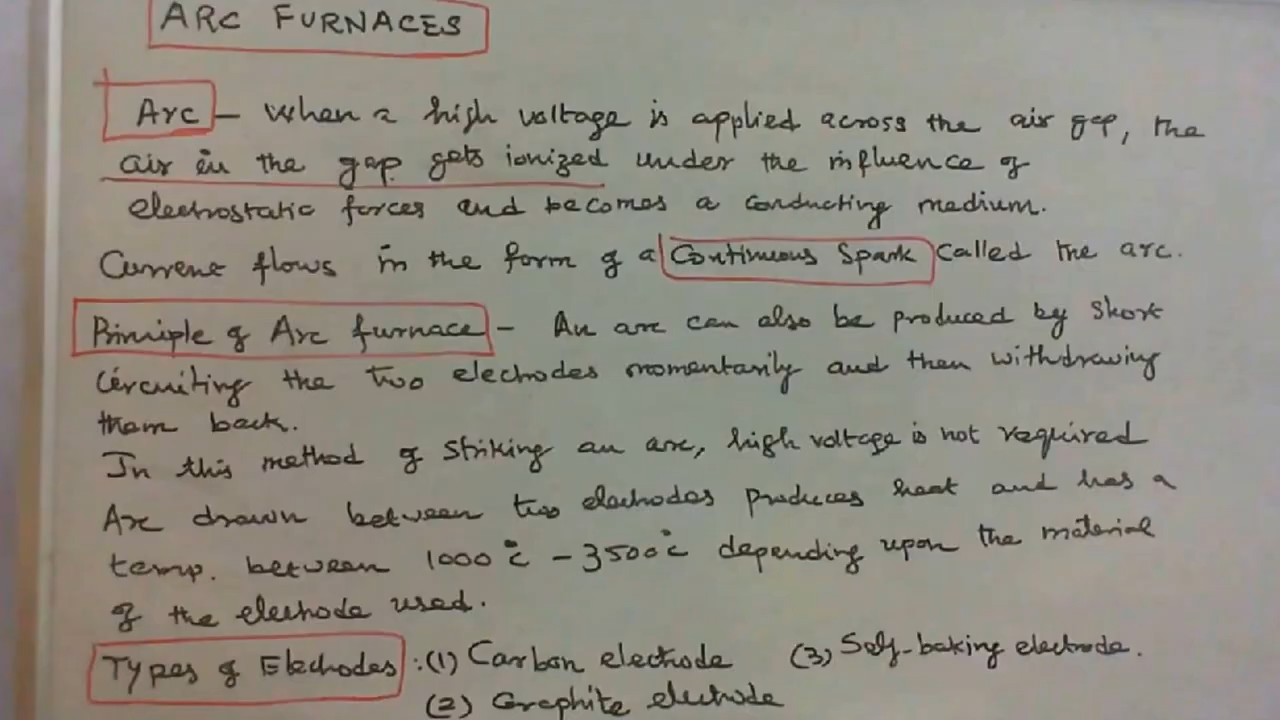 ARC FURNACES
Arc - When a high voltage is applied across the air gap, the
air in the gap gets ionized under the influence of
electrostatic forces and becomes a conducting medium.
Current flows in the form of a Continuous Spark called the arc.
Principle of Arc furnace - An arc can also be produced by short
circuiting the two electrodes momentarily and then withdrawing
them back.
In this method of striking an arc, high voltage is not required
Arc drawn between two electrodes produces heat and has a
temp. between 1000°c - 3500°c depending upon the material
of the electrode used.
Types of Electrodes :(1) Carbon electrode (3) Self-baking electrode.
(2) Graphite electrode